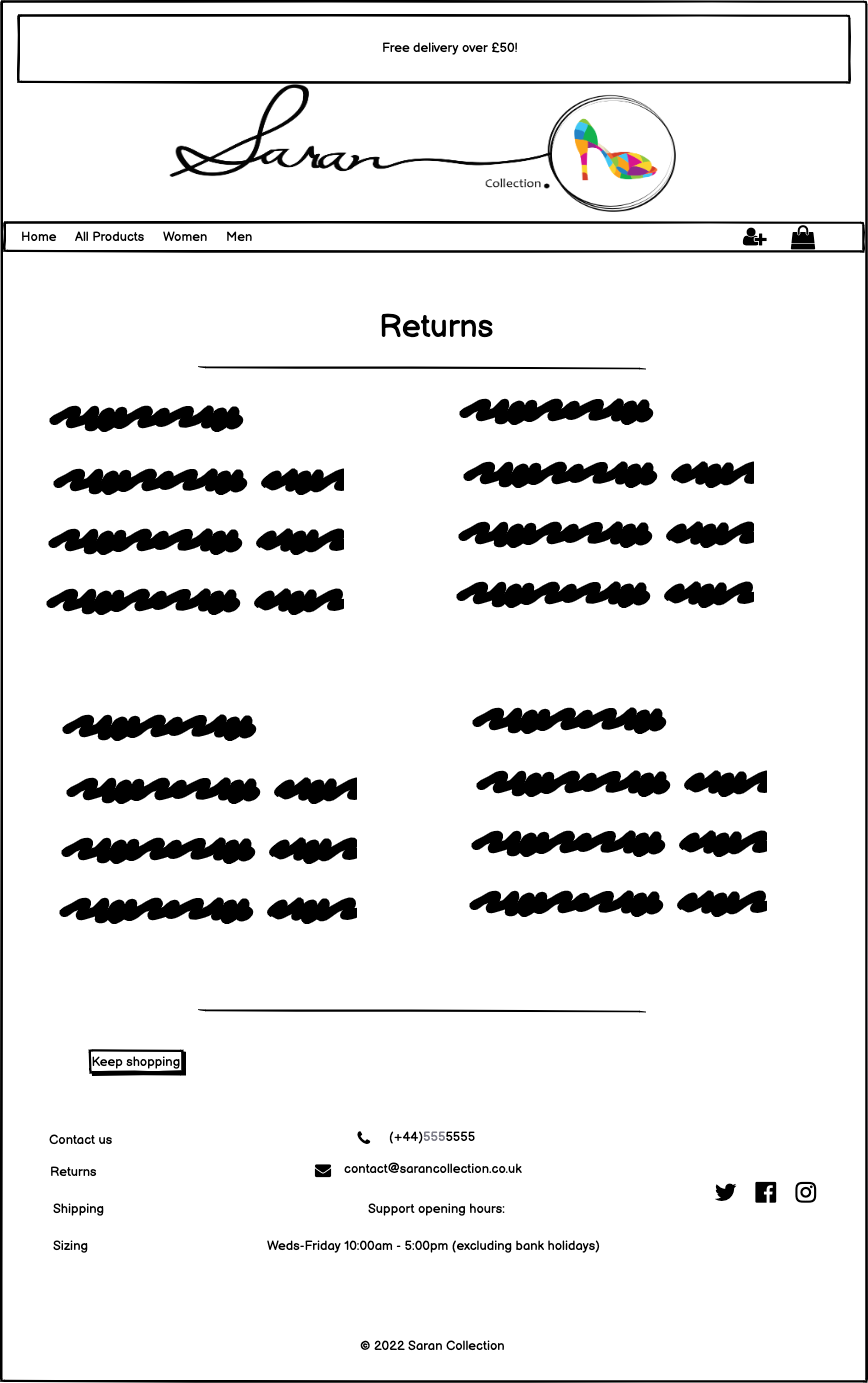 Free delivery over £50!
Saran
Collection.
Home All Products Women Men
Returns
Keep shopping
Contact us
Returns
Shipping
Sizing
(+44)5555555
contact@sarancollection.co.uk
Support opening hours:
Weds-Friday 10:00am - 5:00pm (excluding bank holidays)
© 2022 Saran Collection